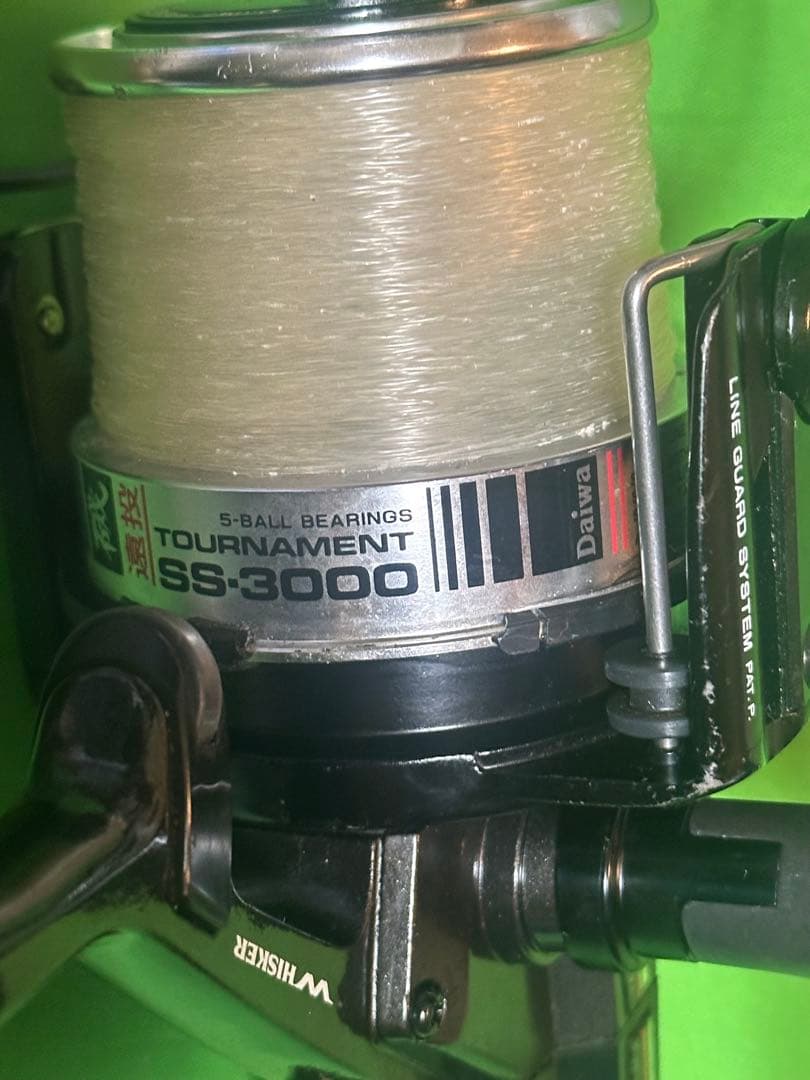 遠投
5-BALL BEARINGS
TOURNAMENT
SS-3000
Daiwa
LINE GUARD SYSTEM PAT. P.
WHISKER